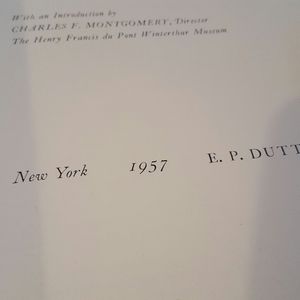 With an Introduction by
CHARLES F. MONTGOMERY, Director
The Henry Francis du Pont Winterthur Museum
New York 1957 E. P. DUTT